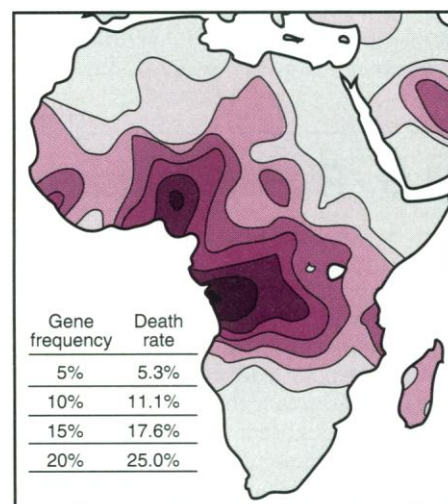 Gene Death
frequency rate
5% 5.3%
10% 11.1%
15% 17.6%
20% 25.0%